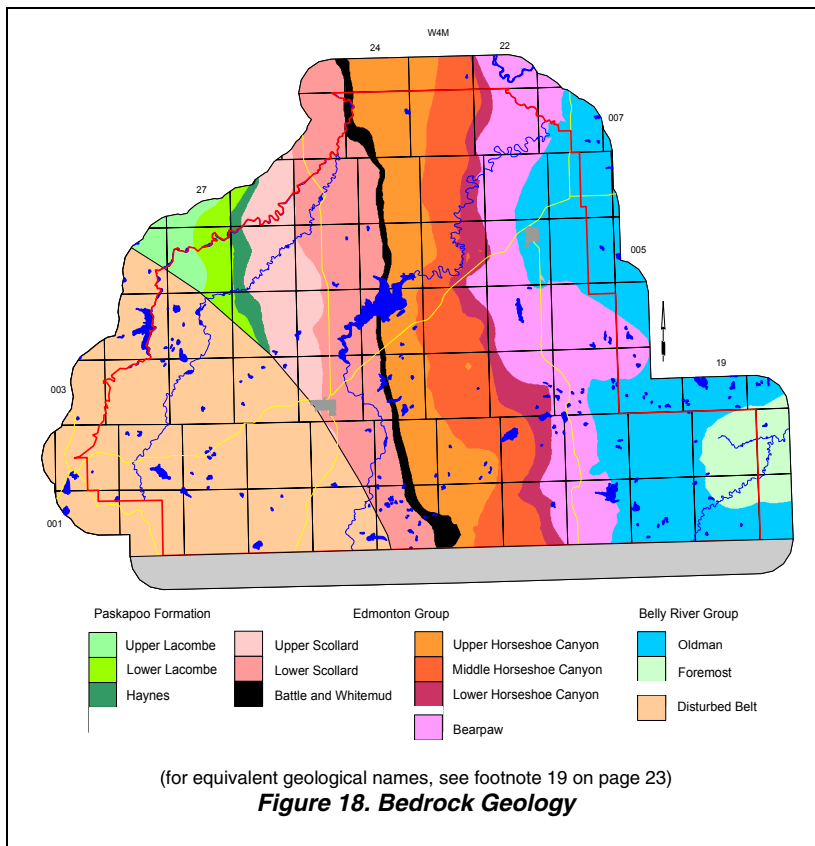 W4M
24
22
007
27
005
19
003
001
Paskapoo Formation
Edmonton Group
Belly River Group
Upper Lacombe
Upper Scollard
Upper Horseshoe Canyon
Oldman
Lower Lacombe
Lower Scollard
Middle Horseshoe Canyon
Foremost
Haynes
Battle and Whitemud
Lower Horseshoe Canyon
Disturbed Belt
Bearpaw
(for equivalent geological names, see footnote 19 on page 23)
Figure 18. Bedrock Geology